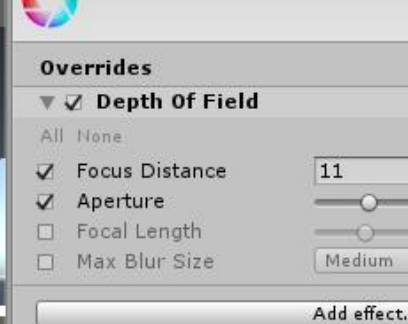 Overrides
Depth Of Field
All None
Focus Distance 11
Aperture
Focal Length
Max Blur Size Medium
Add effect.